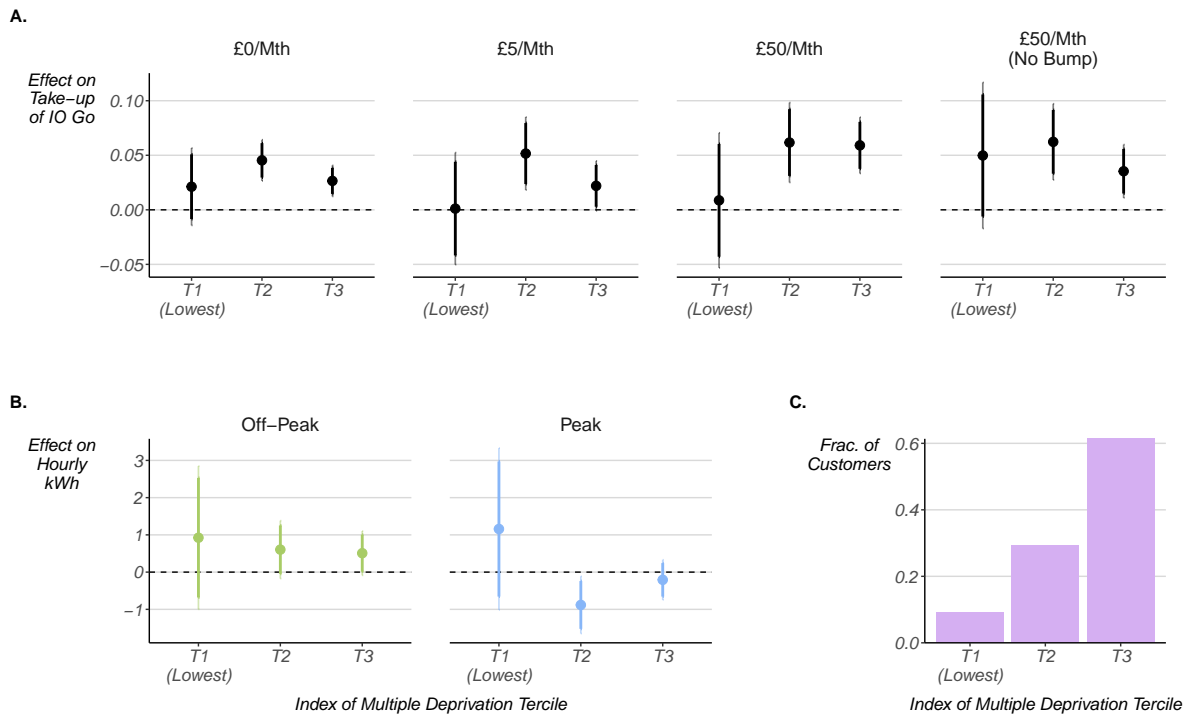 A.
£0/Mth
£5/Mth
£50/Mth
£50/Mth
(No Bump)
Effect on
Take−up
of IO Go
0.10
0.05
0.00
−0.05
T1
(Lowest)
T2
T3
T1
(Lowest)
T2
T3
T1
(Lowest)
T2
T3
T1
(Lowest)
T2
T3
B.
Off−Peak
Peak
Effect on
Hourly
kWh
3
2
1
0
−1
T1
(Lowest)
T2
T3
T1
(Lowest)
T2
T3
Index of Multiple Deprivation Tercile
C.
Frac. of
Customers
0.6
0.4
0.2
0.0
T1
(Lowest)
T2
T3
Index of Multiple Deprivation Tercile